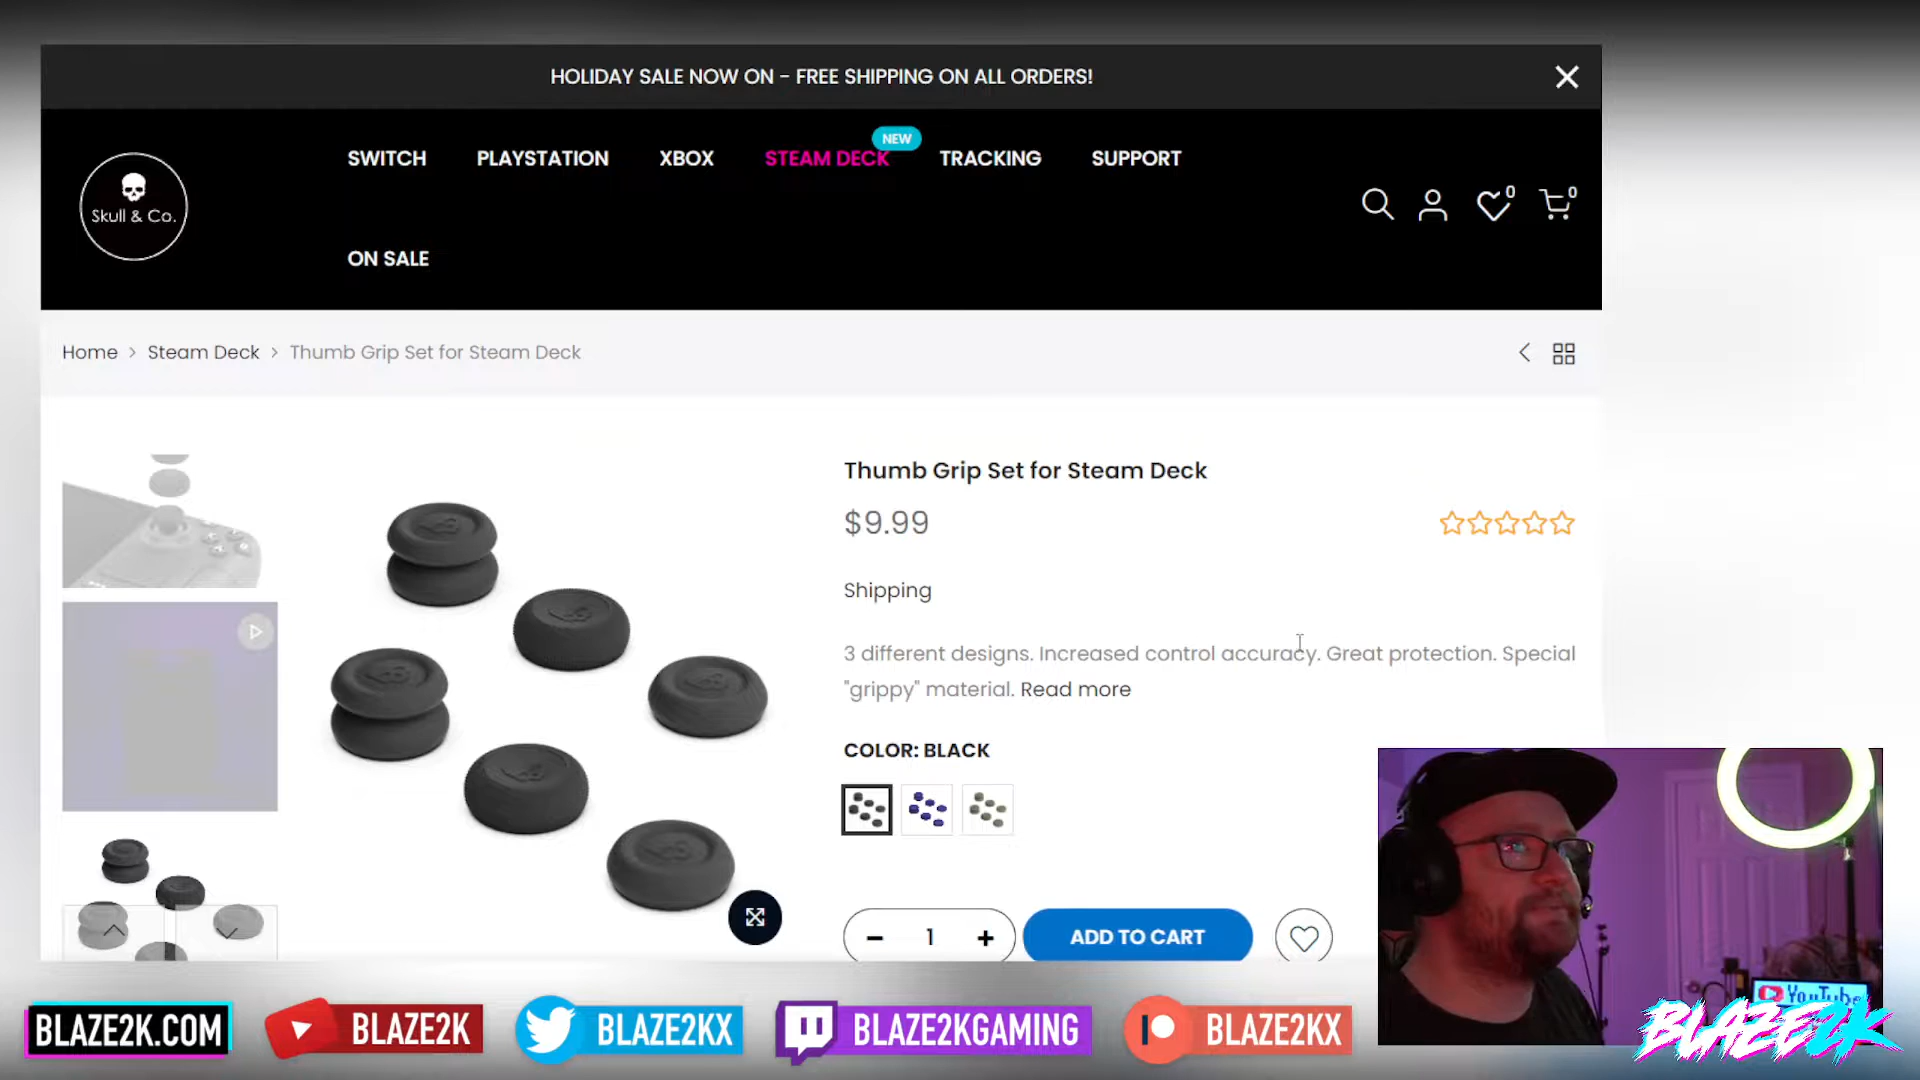 HOLIDAY SALE NOW ON - FREE SHIPPING ON ALL ORDERS!
SWITCH
PLAYSTATION
XBOX
STEAM DECK
NEW
TRACKING
SUPPORT
ON SALE
Skull & Co.
0
0
Home > Steam Deck > Thumb Grip Set for Steam Deck
Thumb Grip Set for Steam Deck
$9.99
Shipping
3 different designs. Increased control accuracy. Great protection. Special
"grippy" material. Read more
COLOR: BLACK
1
ADD TO CART
YouTube
BLAZE2K.COM
BLAZE2K
BLAZE2KX
BLAZE2KGAMING
BLAZE2KX
BLAZE2K